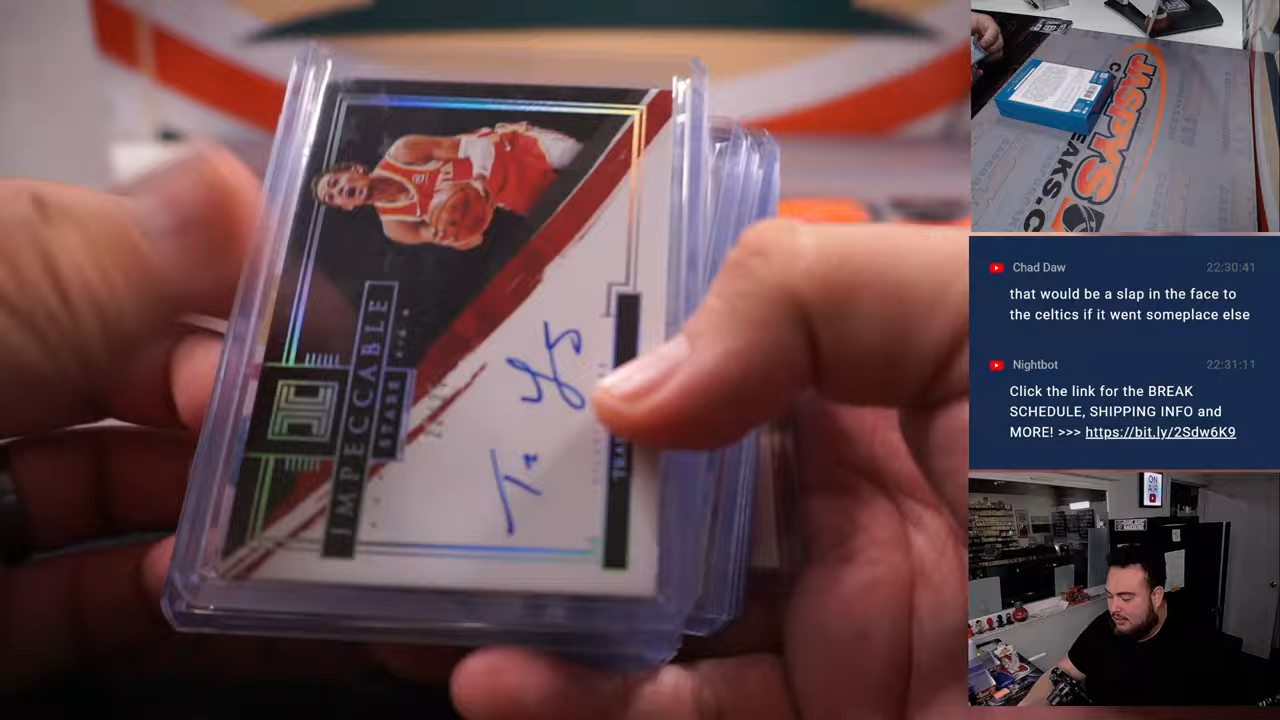 IMPECCABLE
STARS
JASPYS
Chad Daw
22:30:41
that would be a slap in the face to
the celtics if it went someplace else
Nightbot
22:31:11
Click the link for the BREAK
SCHEDULE, SHIPPING INFO and
MORE! >>> https://bit.ly/2Sdw6K9
ON
AIR